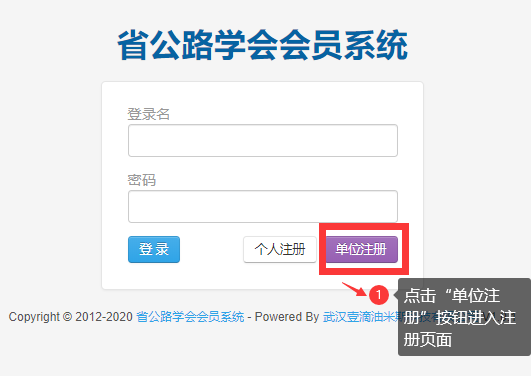 省公路学会会员系统
登录名
密码
登录 个人注册 单位注册
1
点击“单位注
册”按钮进入注
册页面
Copyright © 2012-2020 省公路学会会员系统 - Powered By 武汉壹滴油米斯